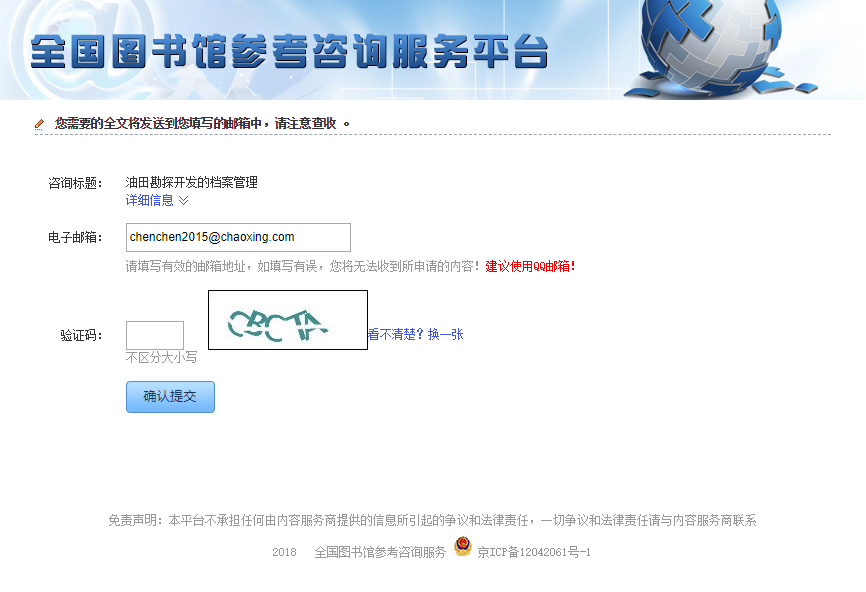 全国图书馆参考咨询服务平台
您需要的全文将发送到您填写的邮箱中，请注意查收 。
咨询标题： 油田勘探开发的档案管理
详细信息
电子邮箱： chenchen2015@chaoxing.com
请填写有效的邮箱地址，如填写有误，您将无法收到所申请的内容！建议使用QQ邮箱！
验证码： 看不清楚？换一张
不区分大小写
确认提交
免责声明：本平台不承担任何由内容服务商提供的信息所引起的争议和法律责任，一切争议和法律责任请与内容服务商联系
2018 全国图书馆参考咨询服务 京ICP备12042061号-1